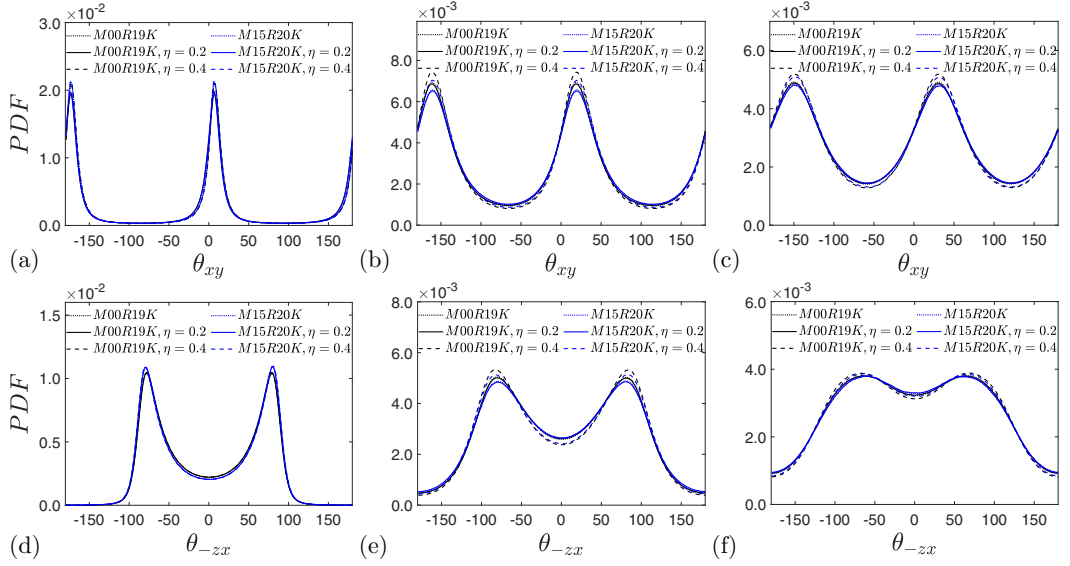 ×10⁻²
3.0
2.0
1.0
0.0
PDF
M00R19K
M00R19K, η = 0.2
M00R19K, η = 0.4
M15R20K
M15R20K, η = 0.2
M15R20K, η = 0.4
-150 -100 -50 0 50 100 150
(a)
θxy
×10⁻³
8.0
6.0
4.0
2.0
0.0
M00R19K
M00R19K, η = 0.2
M00R19K, η = 0.4
M15R20K
M15R20K, η = 0.2
M15R20K, η = 0.4
-150 -100 -50 0 50 100 150
(b)
θxy
×10⁻³
6.0
4.0
2.0
0.0
M00R19K
M00R19K, η = 0.2
M00R19K, η = 0.4
M15R20K
M15R20K, η = 0.2
M15R20K, η = 0.4
-150 -100 -50 0 50 100 150
(c)
θxy
×10⁻²
1.5
1.0
0.5
0.0
PDF
M00R19K
M00R19K, η = 0.2
M00R19K, η = 0.4
M15R20K
M15R20K, η = 0.2
M15R20K, η = 0.4
-150 -100 -50 0 50 100 150
(d)
θ−zx
×10⁻³
8.0
6.0
4.0
2.0
0.0
M00R19K
M00R19K, η = 0.2
M00R19K, η = 0.4
M15R20K
M15R20K, η = 0.2
M15R20K, η = 0.4
-150 -100 -50 0 50 100 150
(e)
θ−zx
×10⁻³
6.0
4.0
2.0
0.0
M00R19K
M00R19K, η = 0.2
M00R19K, η = 0.4
M15R20K
M15R20K, η = 0.2
M15R20K, η = 0.4
-150 -100 -50 0 50 100 150
(f)
θ−zx